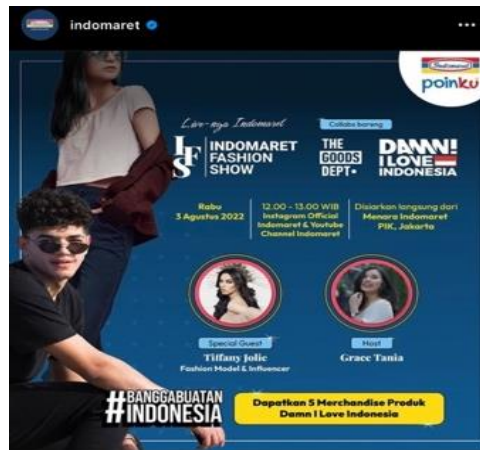 indomaret
Indomaret
poinku
Live-nya Indomaret
Collabs bareng
IFS
INDOMARET
FASHION
SHOW
THE
GOODS
DEPT
DAMN!
I LOVE
INDONESIA
Rabu
3 Agustus 2022
12.00 - 13.00 WIB
Instagram Official
Indomaret & Youtube
Channel Indomaret
Disiarkan langsung dari
Menara Indomaret
PIK, Jakarta
Special Guest
Tiffany Jolie
Fashion Model & Influencer
Host
Grace Tania
#BANGGABUATAN
INDONESIA
Dapatkan 5 Merchandise Produk
Damn I Love Indonesia